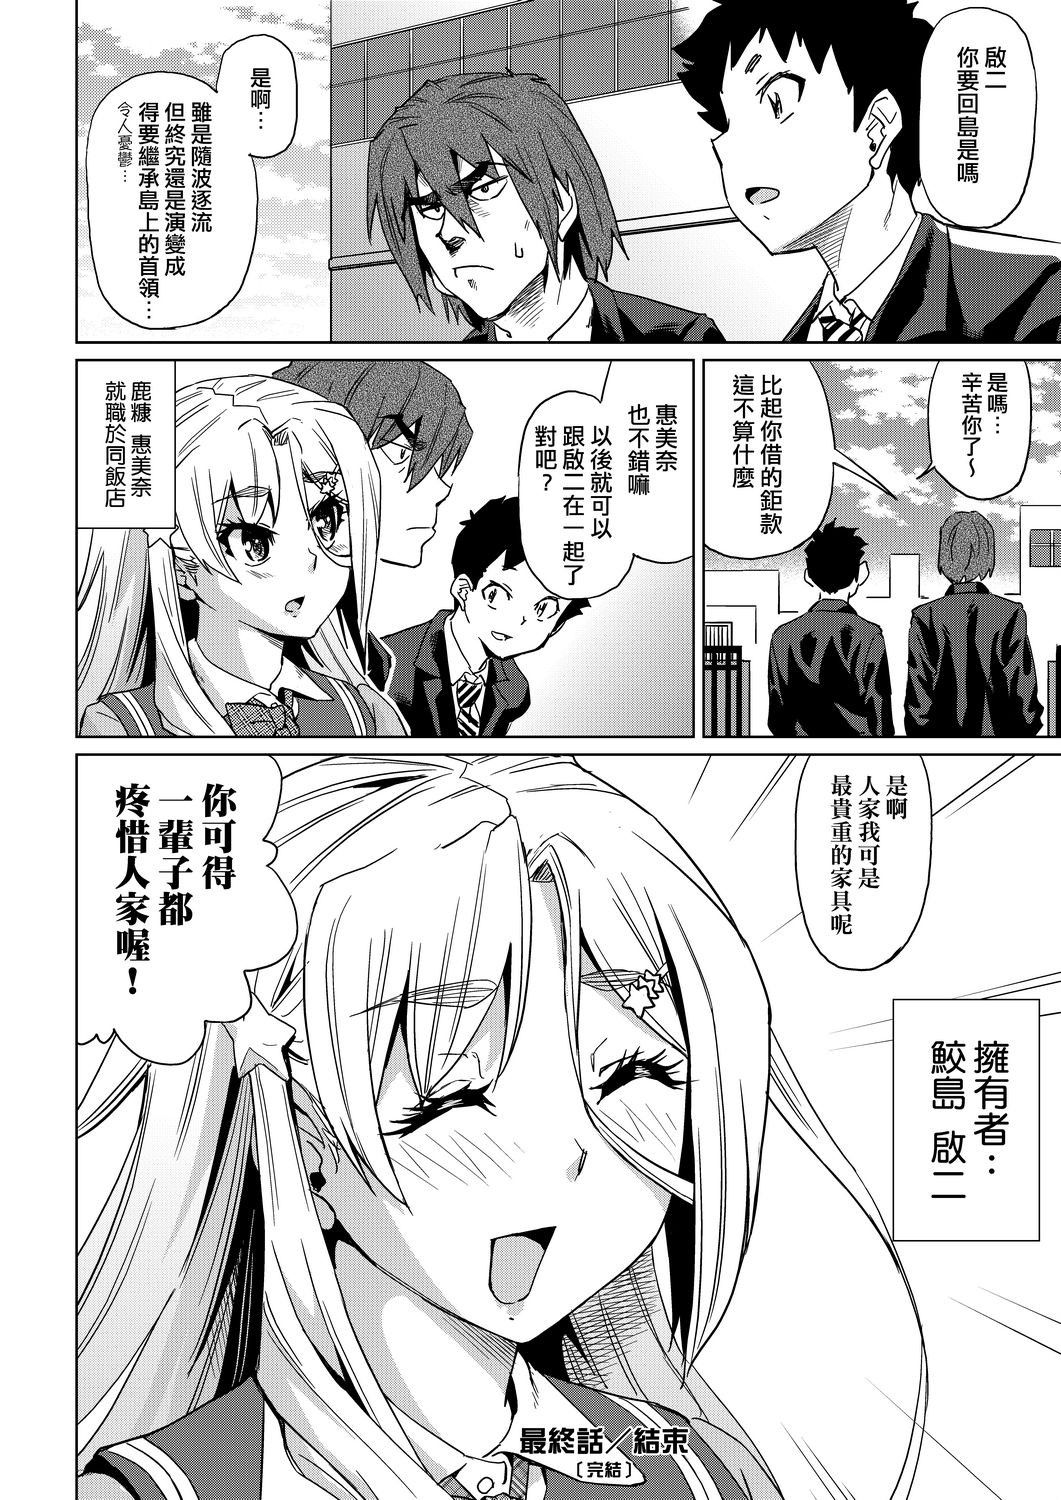 啟二
你要回島是嗎
是啊…
雖是隨波逐流
但終究還是演變成
得要繼承島上的首領…
令人憂鬱…
是嗎…
辛苦你了～
比起你借的鉅款
這不算什麼
惠美奈
也不錯嘛
以後就可以
跟啟二在一起了
對吧？
鹿糠 惠美奈
就職於同飯店
是啊
人家我可是
最貴重的家具呢
擁有者：
鮫島 啟二
你可得
一輩子都
疼惜人家喔！
最終話／結束
〔完結〕